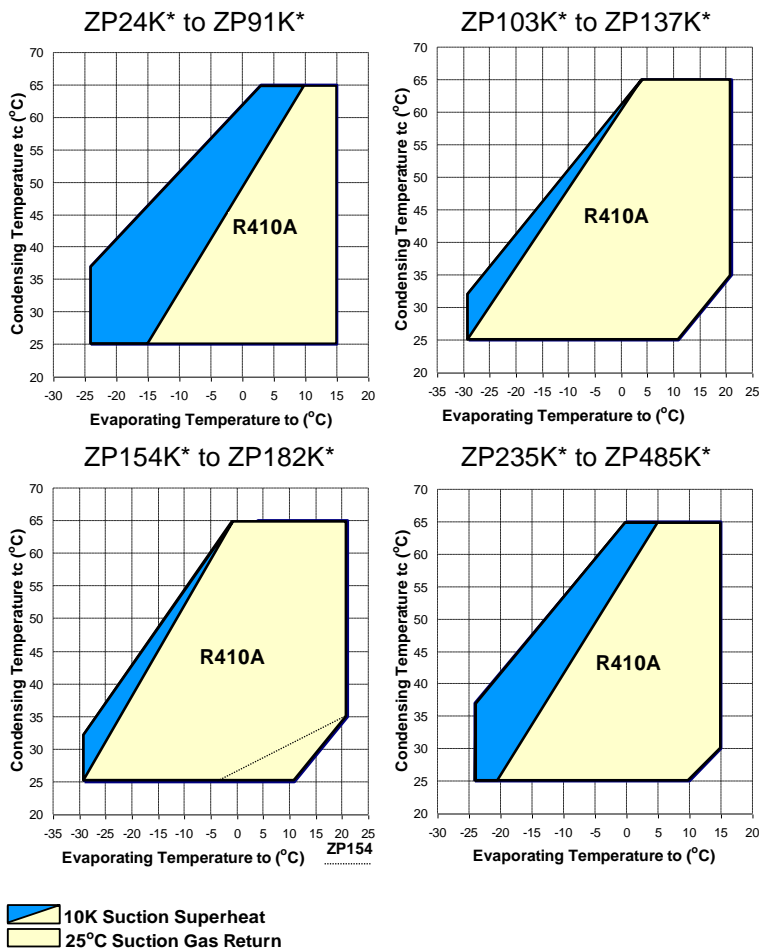 ZP24K* to ZP91K*
70
65
60
55
50
45
40
35
30
25
20
Condensing Temperature tc (°C)
R410A
-30 -25 -20 -15 -10 -5 0 5 10 15 20
Evaporating Temperature to (°C)
ZP103K* to ZP137K*
70
65
60
55
50
45
40
35
30
25
20
Condensing Temperature tc (°C)
R410A
-35 -30 -25 -20 -15 -10 -5 0 5 10 15 20 25
Evaporating Temperature to (°C)
ZP154K* to ZP182K*
70
65
60
55
50
45
40
35
30
25
20
Condensing Temperature tc (°C)
R410A
-35 -30 -25 -20 -15 -10 -5 0 5 10 15 20 25
Evaporating Temperature to (°C)
ZP154
ZP235K* to ZP485K*
70
65
60
55
50
45
40
35
30
25
20
Condensing Temperature tc (°C)
R410A
-30 -25 -20 -15 -10 -5 0 5 10 15 20
Evaporating Temperature to (°C)
10K Suction Superheat
25°C Suction Gas Return